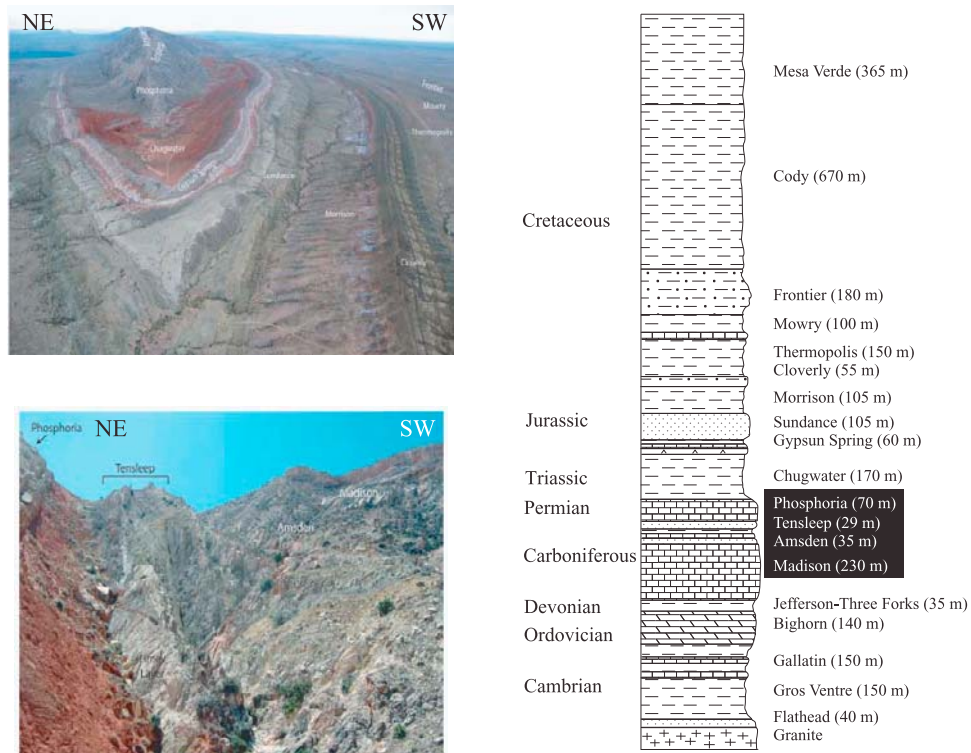 NE
SW
Phosphoria
Chugwater
Sundance
Morrison
Frontier
Mowry
Thermopolis
Cloverly
Phosphoria
NE
SW
Tensleep
Madison
Amsden
Cretaceous
Jurassic
Triassic
Permian
Carboniferous
Devonian
Ordovician
Cambrian
Mesa Verde (365 m)
Cody (670 m)
Frontier (180 m)
Mowry (100 m)
Thermopolis (150 m)
Cloverly (55 m)
Morrison (105 m)
Sundance (105 m)
Gypsun Spring (60 m)
Chugwater (170 m)
Phosphoria (70 m)
Tensleep (29 m)
Amsden (35 m)
Madison (230 m)
Jefferson-Three Forks (35 m)
Bighorn (140 m)
Gallatin (150 m)
Gros Ventre (150 m)
Flathead (40 m)
Granite